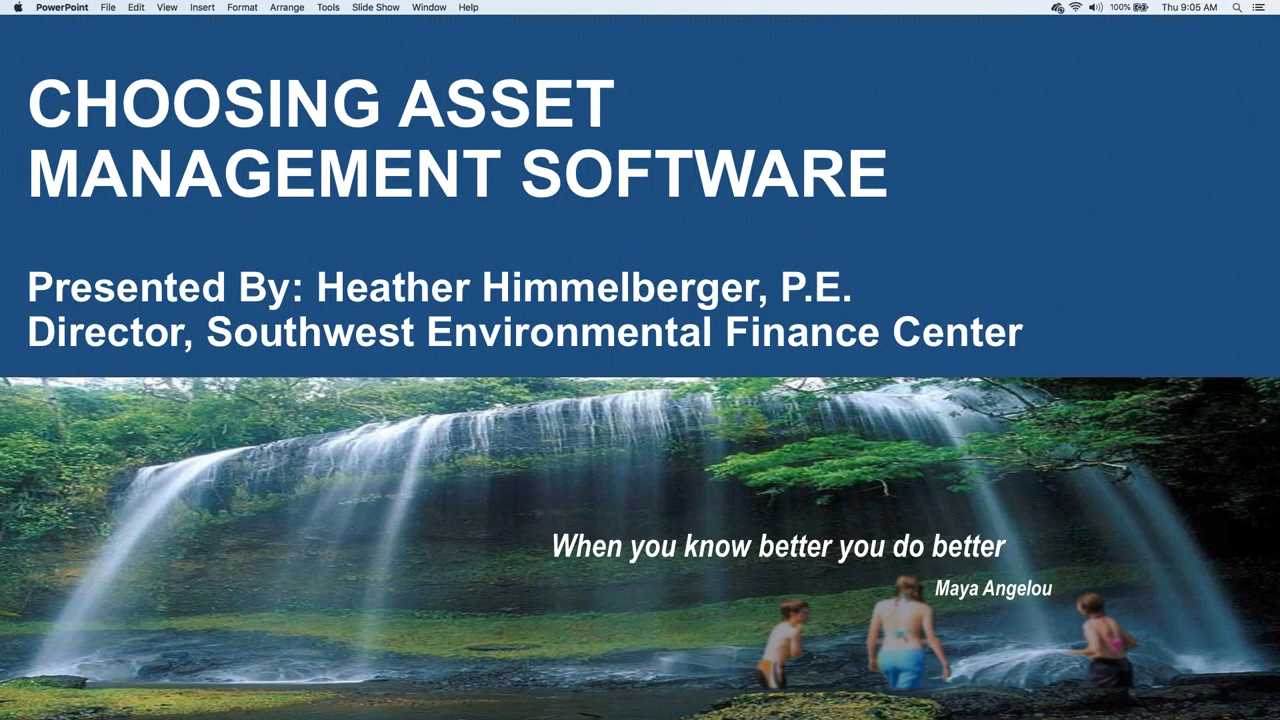 PowerPoint File Edit View Insert Format Arrange Tools Slide Show Window Help 100% Thu 9:05 AM
CHOOSING ASSET
MANAGEMENT SOFTWARE
Presented By: Heather Himmelberger, P.E.
Director, Southwest Environmental Finance Center
When you know better you do better
Maya Angelou